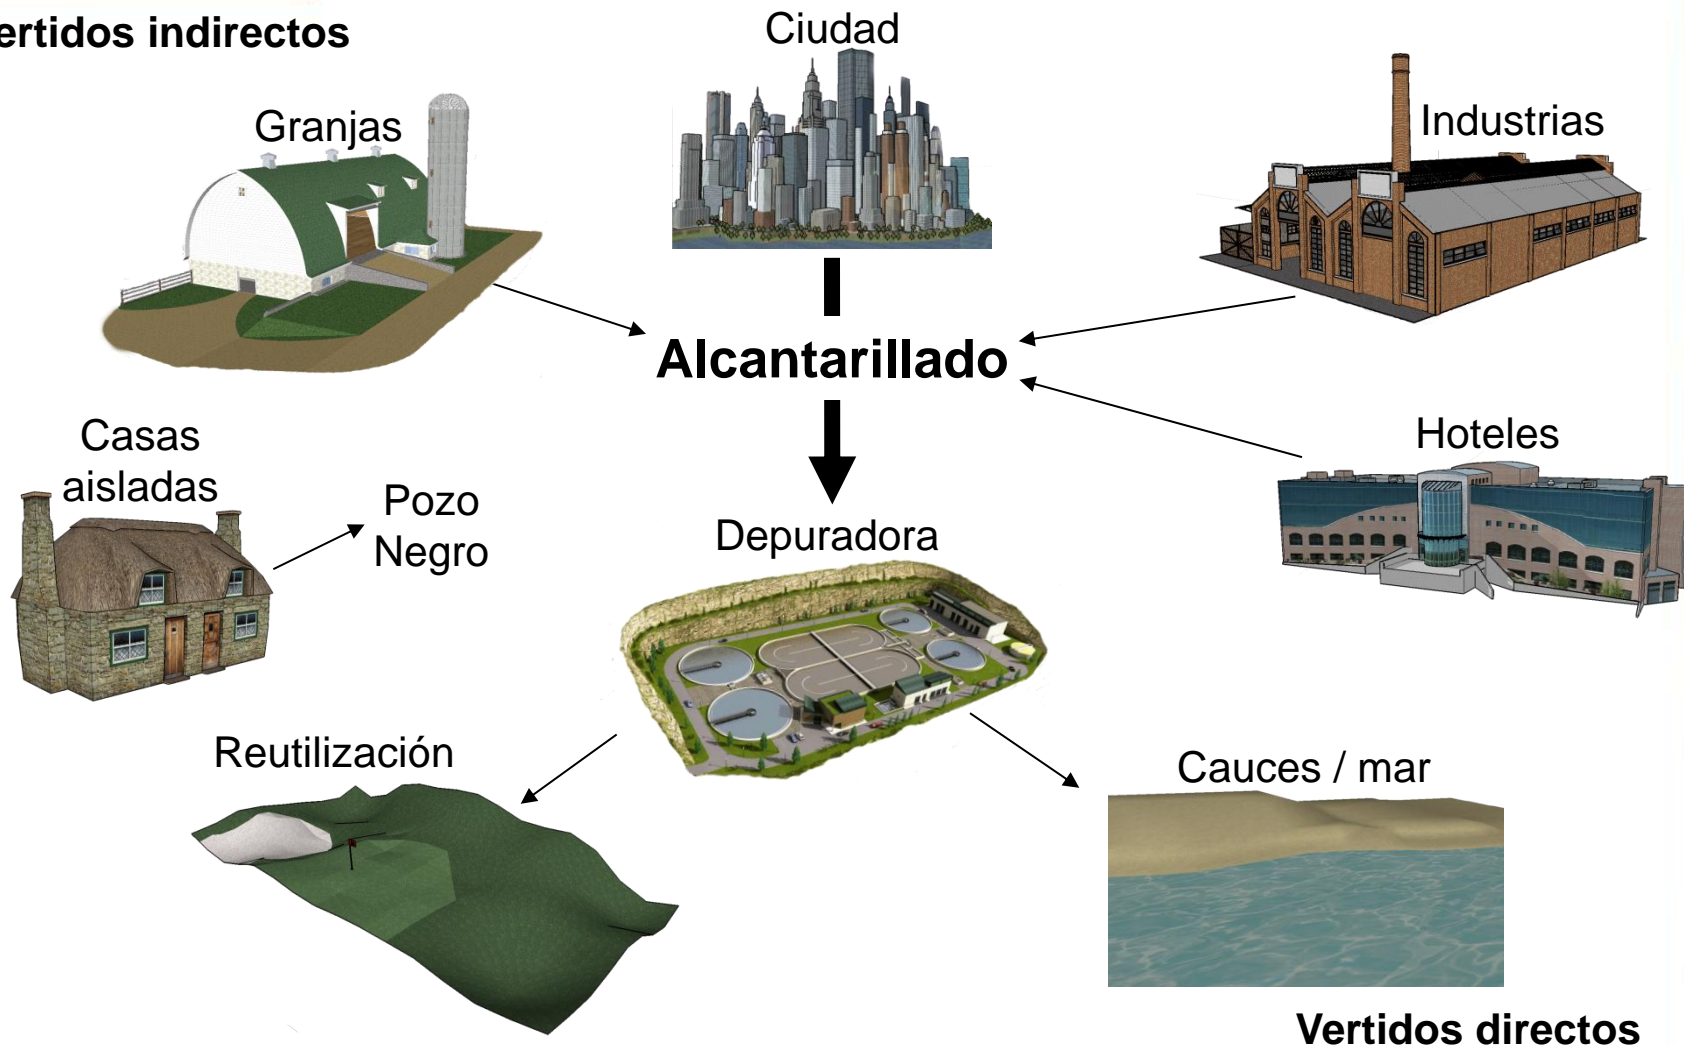 ertidos indirectos
Ciudad
Granjas
Industrias
Alcantarillado
Casas
aisladas
Pozo
Negro
Hoteles
Depuradora
Reutilización
Cauces / mar
Vertidos directos